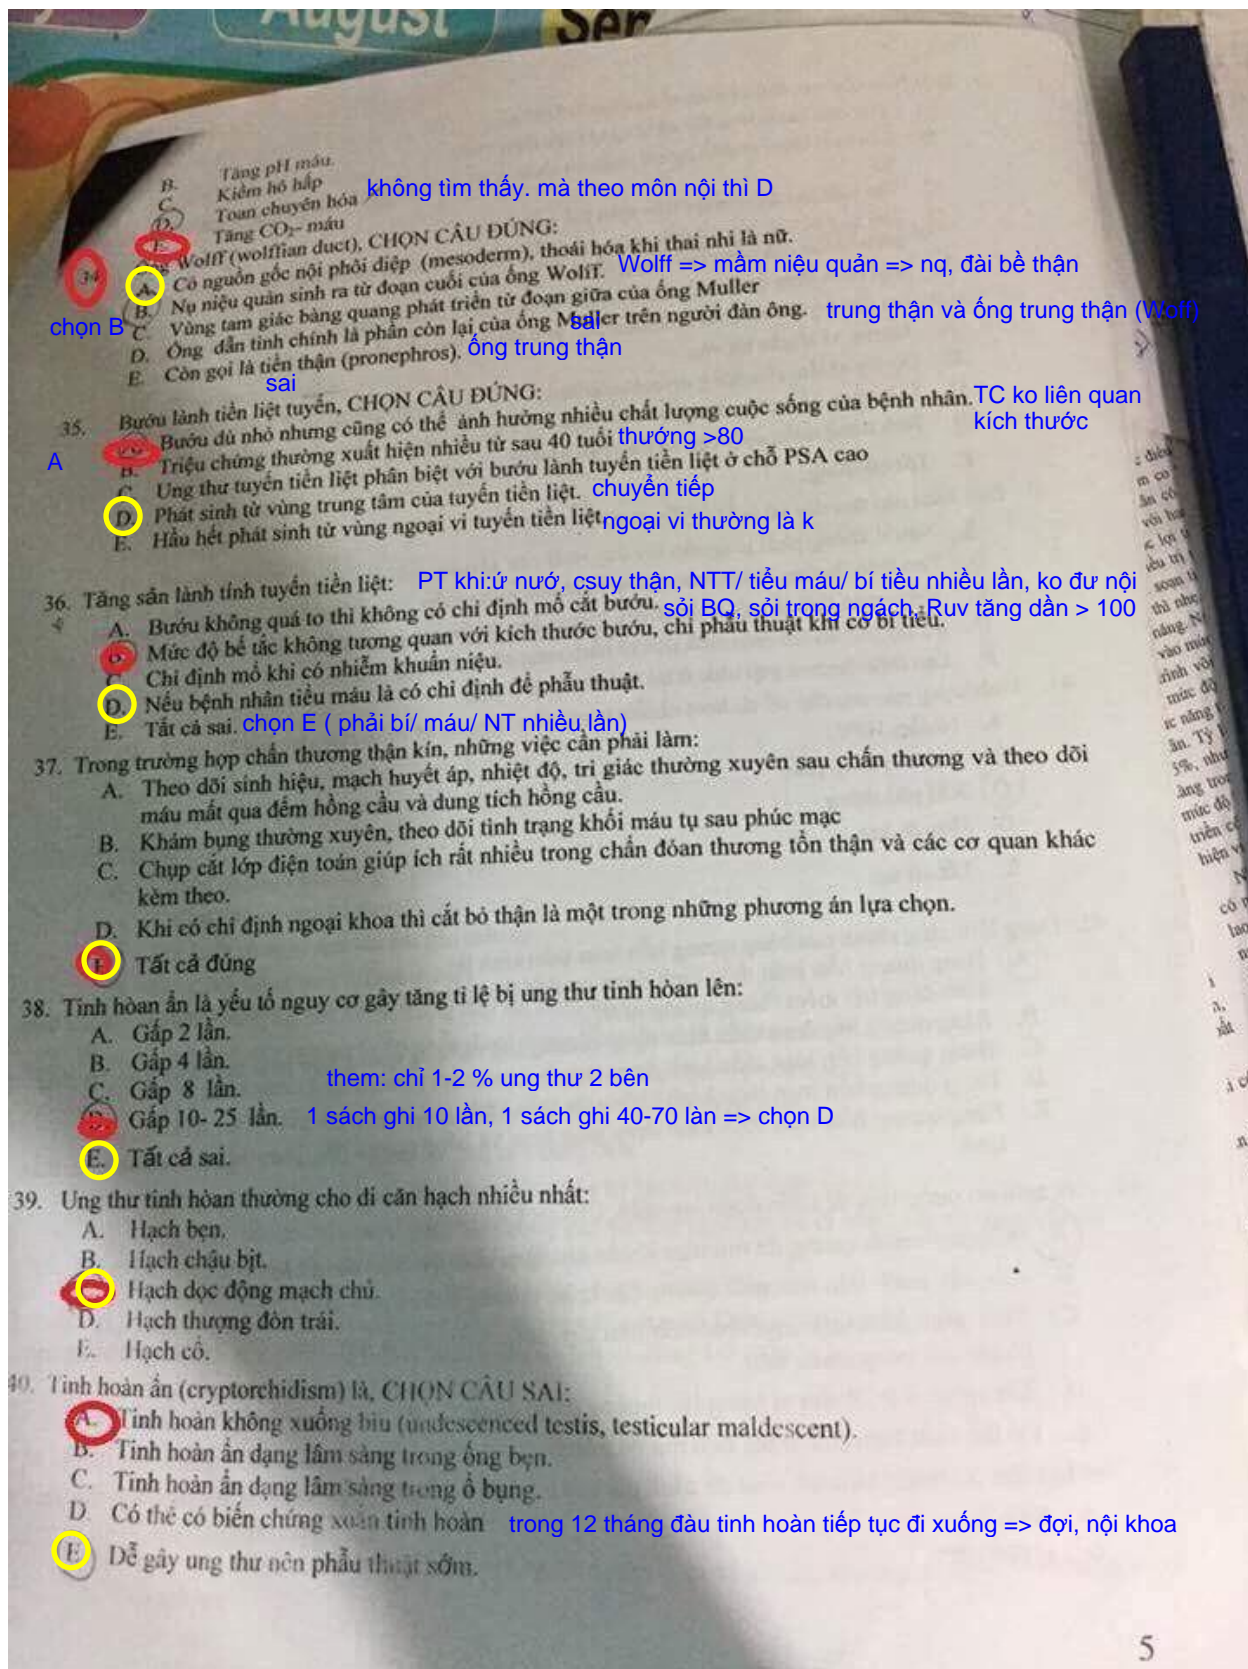 August
Ser
B. Tăng pH máu.
C. Kiềm hô hấp
D. Toan chuyển hóa không tìm thấy. mà theo môn nội thì D
E. Tăng CO₂- máu
34. Ống Wolff (wolffian duct), CHỌN CÂU ĐÚNG:
A. Có nguồn gốc nội phôi diệp (mesoderm), thoái hóa khi thai nhi là nữ.
B. Nụ niệu quản sinh ra từ đoạn cuối của ống Wolff. Wolff => mầm niệu quản => nq, đài bể thận
chọn B
C. Vùng tam giác bàng quang phát triển từ đoạn giữa của ống Muller
sai
D. Ống dẫn tinh chính là phần còn lại của ống Muller trên người đàn ông. trung thận và ống trung thận (Woff)
E. Còn gọi là tiền thận (pronephros). ống trung thận
sai
35. Bướu lành tiền liệt tuyến, CHỌN CÂU ĐÚNG:
A
A. Bướu dù nhỏ nhưng cũng có thể ảnh hưởng nhiều chất lượng cuộc sống của bệnh nhân. TC ko liên quan
kích thước
B. Triệu chứng thường xuất hiện nhiều từ sau 40 tuổi thướng >80
C. Ung thư tuyến tiền liệt phân biệt với bướu lành tuyến tiền liệt ở chỗ PSA cao
D. Phát sinh từ vùng trung tâm của tuyến tiền liệt. chuyển tiếp
E. Hầu hết phát sinh từ vùng ngoại vi tuyến tiền liệt. ngoại vi thường là k
36. Tăng sản lành tính tuyến tiền liệt: PT khi:ứ nướ, csuy thận, NTT/ tiểu máu/ bí tiều nhiều lần, ko đư nội
A. Bướu không quá to thì không có chỉ định mổ cắt bướu. sỏi BQ, sỏi trong ngách, Ruv tăng dần > 100
B. Mức độ bế tắc không tương quan với kích thước bướu, chỉ phẫu thuật khi có bí tiểu.
C. Chỉ định mổ khi có nhiễm khuẩn niệu.
D. Nếu bệnh nhân tiểu máu là có chỉ định để phẫu thuật.
E. Tất cả sai. chọn E ( phải bí/ máu/ NT nhiều lần)
37. Trong trường hợp chấn thương thận kín, những việc cần phải làm:
A. Theo dõi sinh hiệu, mạch huyết áp, nhiệt độ, tri giác thường xuyên sau chấn thương và theo dõi
máu mất qua đếm hồng cầu và dung tích hồng cầu.
B. Khám bụng thường xuyên, theo dõi tình trạng khối máu tụ sau phúc mạc
C. Chụp cắt lớp điện toán giúp ích rất nhiều trong chẩn đóan thương tổn thận và các cơ quan khác
kèm theo.
D. Khi có chỉ định ngoại khoa thì cắt bỏ thận là một trong những phương án lựa chọn.
E. Tất cả đúng
38. Tinh hòan ẩn là yếu tố nguy cơ gây tăng tỉ lệ bị ung thư tinh hòan lên:
A. Gấp 2 lần.
B. Gấp 4 lần.
C. Gấp 8 lần. them: chỉ 1-2 % ung thư 2 bên
D. Gấp 10- 25 lần. 1 sách ghi 10 lần, 1 sách ghi 40-70 làn => chọn D
E. Tất cả sai.
39. Ung thư tinh hòan thường cho di căn hạch nhiều nhất:
A. Hạch bẹn.
B. Hạch chậu bịt.
C. Hạch dọc động mạch chủ.
D. Hạch thượng đòn trái.
E. Hạch cổ.
40. Tinh hoàn ẩn (cryptorchidism) là, CHỌN CÂU SAI:
A. Tinh hoàn không xuống bìu (undescenced testis, testicular maldescent).
B. Tinh hoàn ẩn dạng lâm sàng trong ống bẹn.
C. Tinh hoàn ẩn dạng lâm sàng trong ổ bụng.
D. Có thể có biến chứng xoắn tinh hoàn trong 12 tháng đàu tinh hoàn tiếp tục đi xuống => đợi, nội khoa
E. Dễ gây ung thư nên phẫu thuật sớm.
5